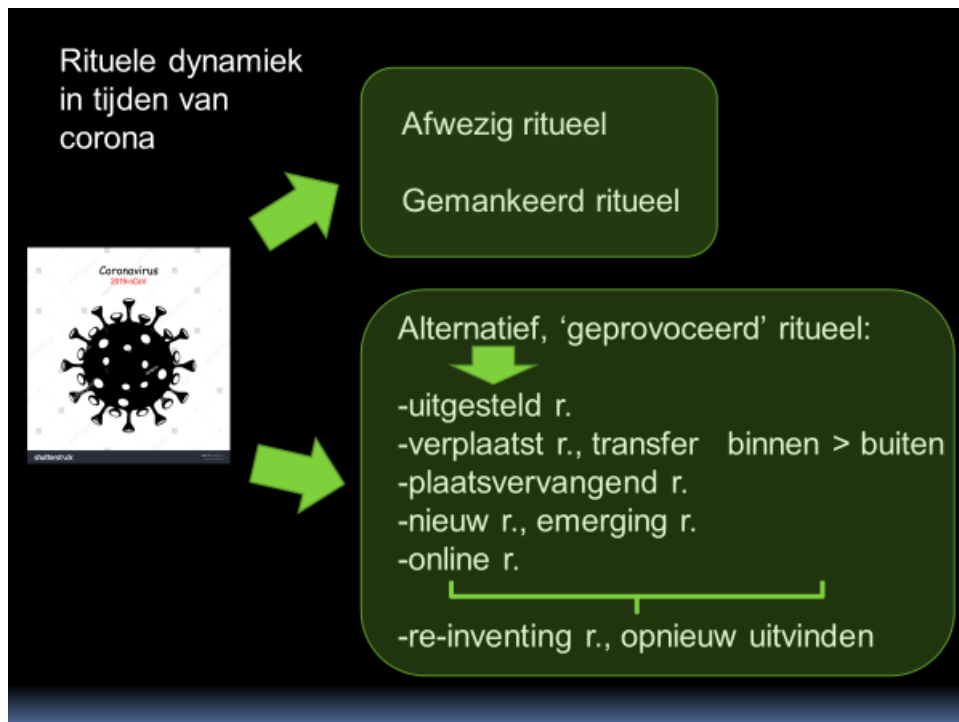 Rituele dynamiek
in tijden van
corona
Afwezig ritueel
Gemankeerd ritueel
Coronavirus
2019-nCoV
shutterstock
Alternatief, ‘geprovoceerd’ ritueel:
-uitgesteld r.
-verplaatst r., transfer binnen > buiten
-plaatsvervangend r.
-nieuw r., emerging r.
-online r.
-re-inventing r., opnieuw uitvinden